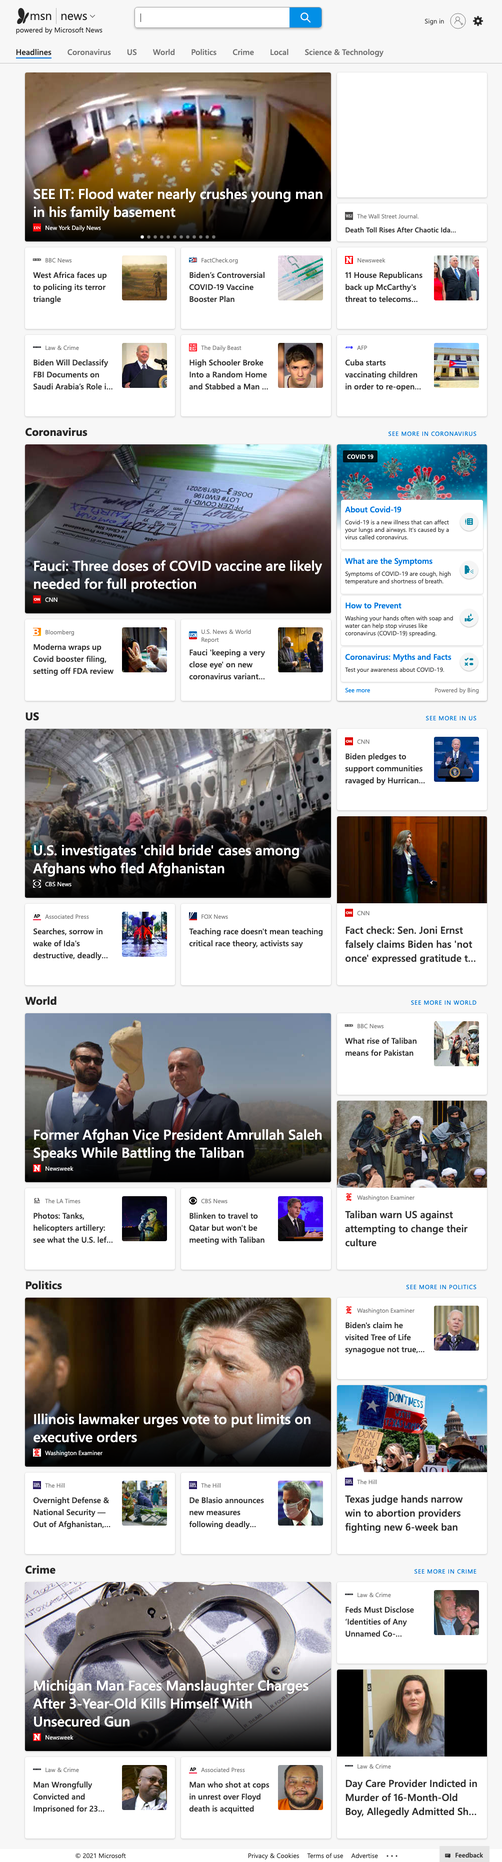 msn news
powered by Microsoft News
Sign in
Headlines Coronavirus US World Politics Crime Local Science & Technology
SEE IT: Flood water nearly crushes young man
in his family basement
New York Daily News
The Wall Street Journal.
Death Toll Rises After Chaotic Ida...
BBC News
West Africa faces up
to policing its terror
triangle
FactCheck.org
Biden's Controversial
COVID-19 Vaccine
Booster Plan
Newsweek
11 House Republicans
back up McCarthy's
threat to telecoms...
Law & Crime
Biden Will Declassify
FBI Documents on
Saudi Arabia's Role i...
The Daily Beast
High Schooler Broke
Into a Random Home
and Stabbed a Man ...
AFP
Cuba starts
vaccinating children
in order to re-open...
Coronavirus
SEE MORE IN CORONAVIRUS
Fauci: Three doses of COVID vaccine are likely
needed for full protection
CNN
COVID 19
About Covid-19
Covid-19 is a new illness that can affect
your lungs and airways. It's caused by a
virus called coronavirus.
What are the Symptoms
Symptoms of COVID-19 are cough, high
temperature and shortness of breath.
How to Prevent
Washing your hands often with soap and
water can help stop viruses like
coronavirus (COVID-19) spreading.
Coronavirus: Myths and Facts
Test your awareness about COVID-19.
See more
Powered by Bing
Bloomberg
Moderna wraps up
Covid booster filing,
setting off FDA review
U.S. News & World
Report
Fauci 'keeping a very
close eye' on new
coronavirus variant...
US
SEE MORE IN US
U.S. investigates 'child bride' cases among
Afghans who fled Afghanistan
CBS News
CNN
Biden pledges to
support communities
ravaged by Hurrican...
CNN
Fact check: Sen. Joni Ernst
falsely claims Biden has 'not
once' expressed gratitude t...
Associated Press
Searches, sorrow in
wake of Ida's
destructive, deadly...
FOX News
Teaching race doesn't mean teaching
critical race theory, activists say
World
SEE MORE IN WORLD
Former Afghan Vice President Amrullah Saleh
Speaks While Battling the Taliban
Newsweek
BBC News
What rise of Taliban
means for Pakistan
Washington Examiner
Taliban warn US against
attempting to change their
culture
The LA Times
Photos: Tanks,
helicopters artillery:
see what the U.S. lef...
CBS News
Blinken to travel to
Qatar but won't be
meeting with Taliban
Politics
SEE MORE IN POLITICS
Illinois lawmaker urges vote to put limits on
executive orders
Washington Examiner
Washington Examiner
Biden's claim he
visited Tree of Life
synagogue not true,...
The Hill
Texas judge hands narrow
win to abortion providers
fighting new 6-week ban
The Hill
Overnight Defense &
National Security —
Out of Afghanistan,...
The Hill
De Blasio announces
new measures
following deadly...
Crime
SEE MORE IN CRIME
Michigan Man Faces Manslaughter Charges
After 3-Year-Old Kills Himself With
Unsecured Gun
Newsweek
Law & Crime
Feds Must Disclose
'Identities of Any
Unnamed Co-...
Law & Crime
Day Care Provider Indicted in
Murder of 16-Month-Old
Boy, Allegedly Admitted Sh...
Law & Crime
Man Wrongfully
Convicted and
Imprisoned for 23...
Associated Press
Man who shot at cops
in unrest over Floyd
death is acquitted
© 2021 Microsoft
Privacy & Cookies Terms of use Advertise ...
Feedback